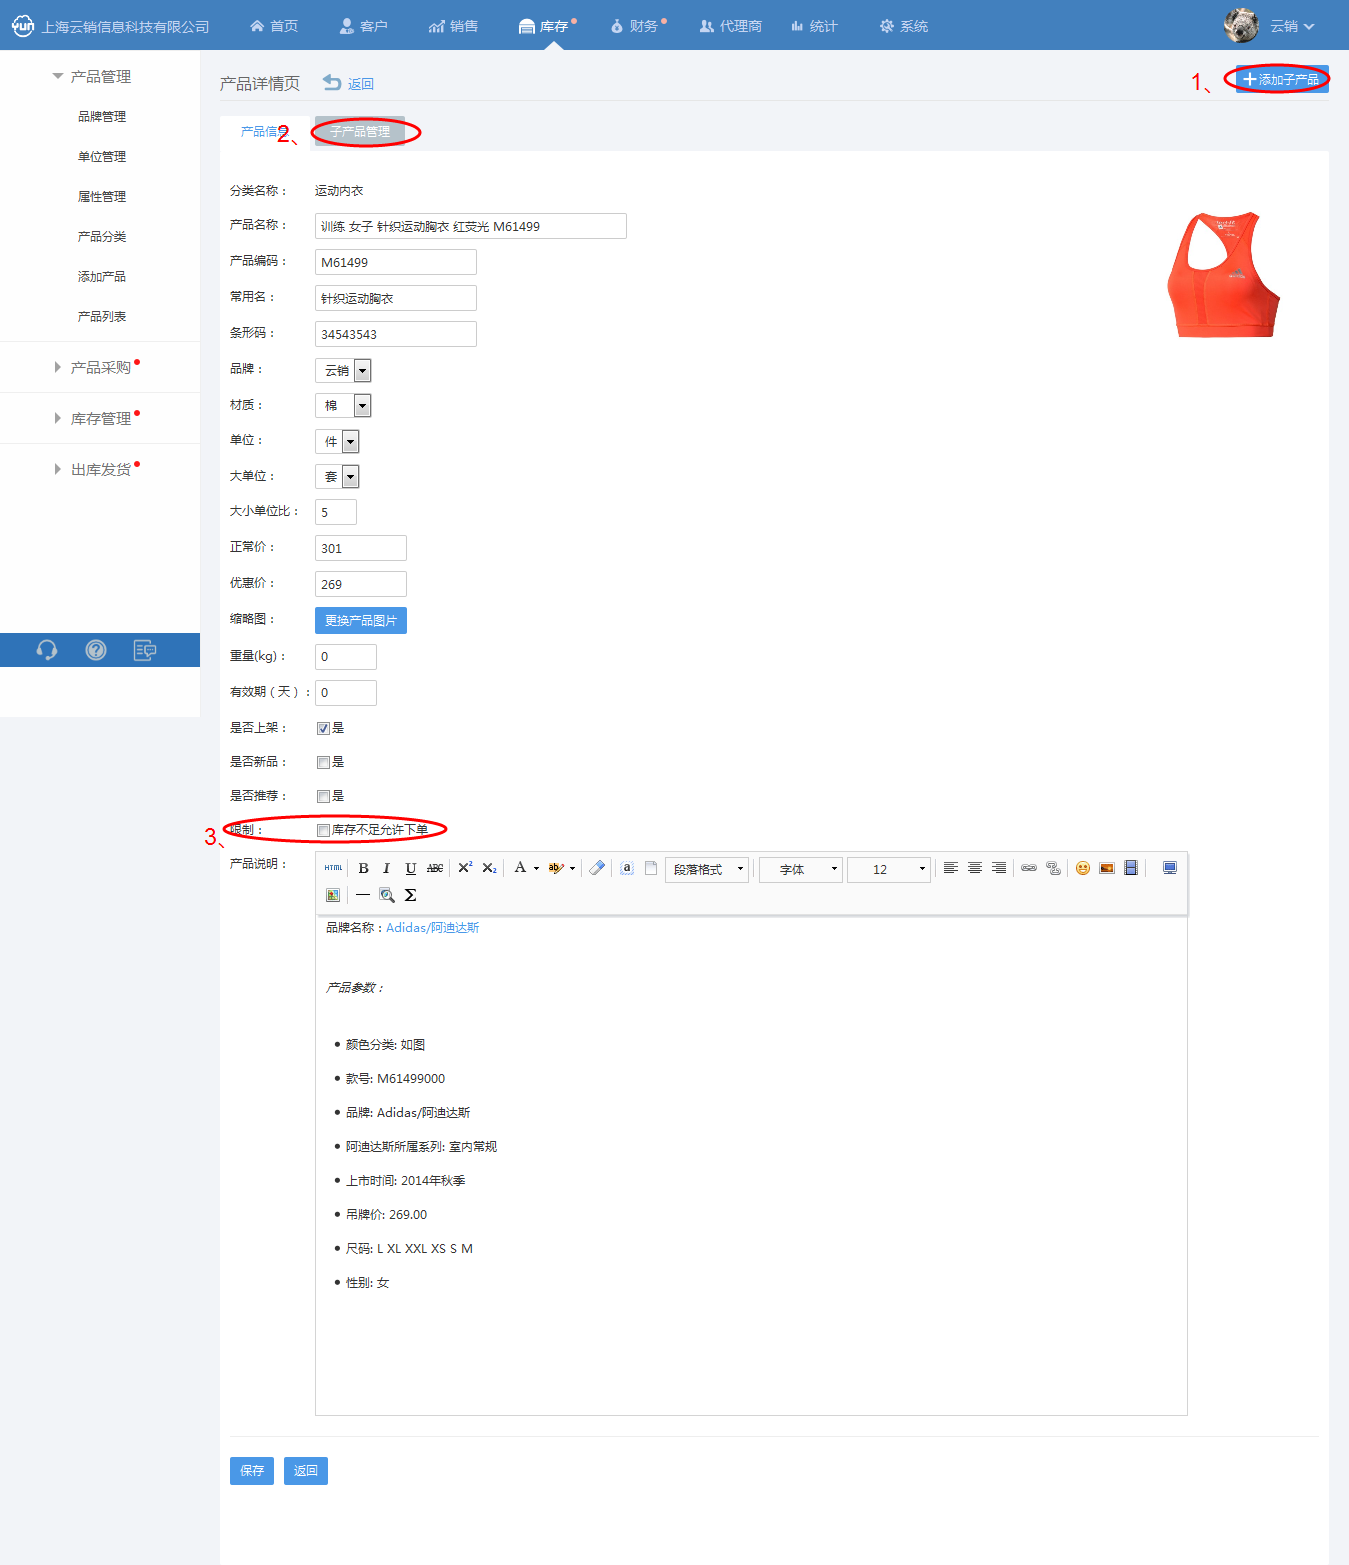 上海云销信息科技有限公司 首页 客户 销售 库存 财务 代理商 统计 系统 云销
产品管理
品牌管理
单位管理
属性管理
产品分类
添加产品
产品列表
产品采购
库存管理
出库发货
产品详情页 返回
1、 添加子产品
产品信息 2、 子产品管理
分类名称： 运动内衣
产品名称： 训练 女子 针织运动胸衣 红荧光 M61499
产品编码： M61499
常用名： 针织运动胸衣
条形码： 34543543
品牌： 云销
材质： 棉
单位： 件
大单位： 套
大小单位比： 5
正常价： 301
优惠价： 269
缩略图： 更换产品图片
重量(kg)： 0
有效期（天）： 0
是否上架： 是
是否新品： 是
是否推荐： 是
3、 限制： 库存不足允许下单
产品说明：
HTML B I U ABC X² X₂ A ab a 段落格式 字体 12
Σ
品牌名称：Adidas/阿迪达斯
产品参数：
颜色分类: 如图
款号: M61499000
品牌: Adidas/阿迪达斯
阿迪达斯所属系列: 室内常规
上市时间: 2014年秋季
吊牌价: 269.00
尺码: L XL XXL XS S M
性别: 女
保存 返回